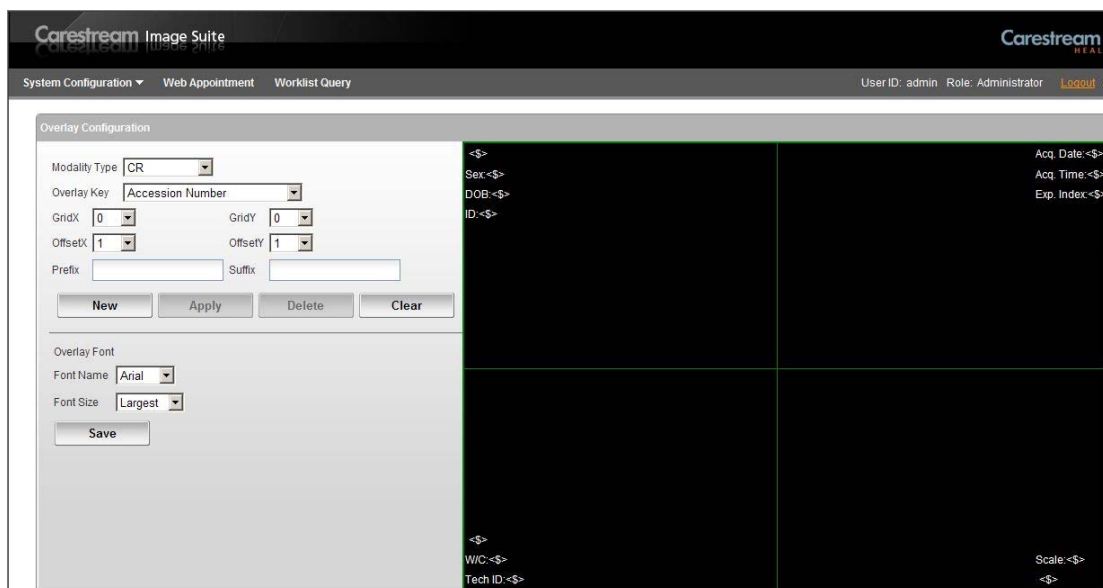 Carestream Image Suite
Carestream
HEAL
System Configuration Web Appointment Worklist Query User ID: admin Role: Administrator Logout
Overlay Configuration
Modality Type CR
Overlay Key Accession Number
GridX 0 GridY 0
OffsetX 1 OffsetY 1
Prefix Suffix
New Apply Delete Clear
Overlay Font
Font Name Arial
Font Size Largest
Save
<$>
Sex:<$>
DOB:<$>
ID:<$>
Acq. Date:<$>
Acq. Time:<$>
Exp. Index:<$>
<$>
W/C:<$>
Tech ID:<$>
Scale:<$>
<$>